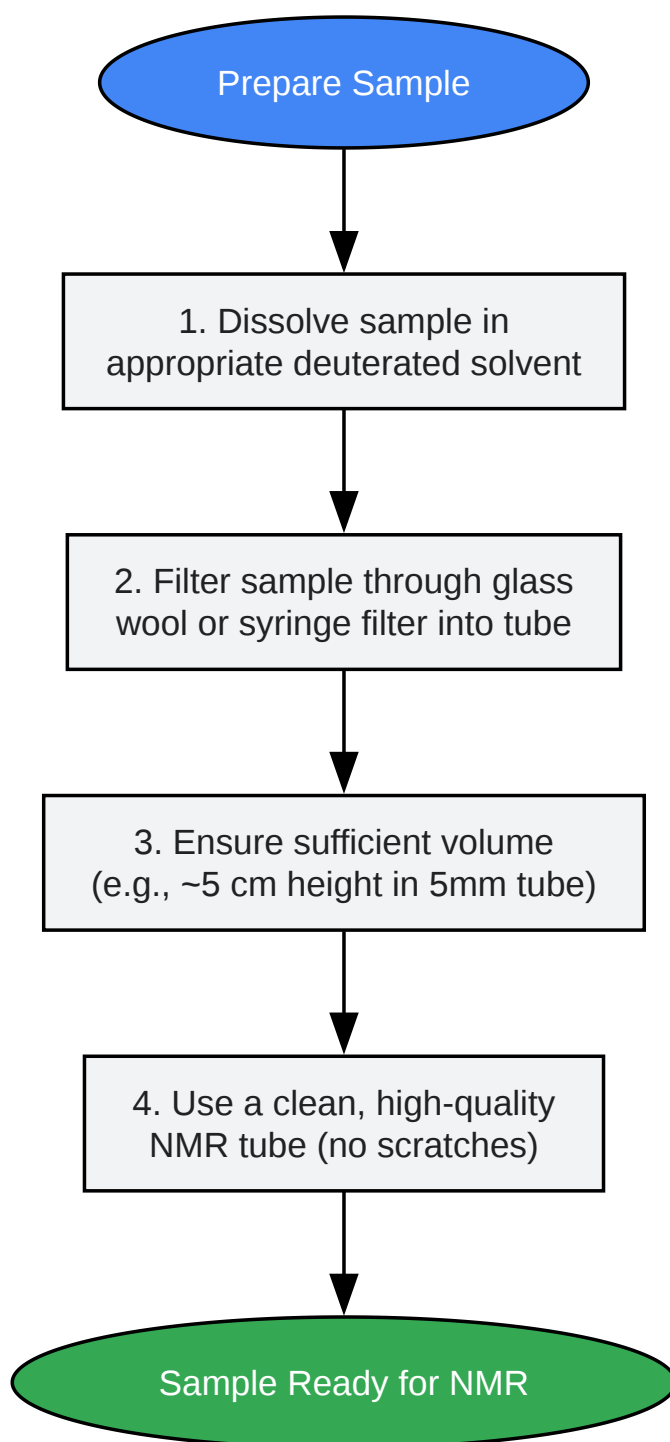 Prepare Sample
1. Dissolve sample in
appropriate deuterated solvent
2. Filter sample through glass
wool or syringe filter into tube
3. Ensure sufficient volume
(e.g., ~5 cm height in 5mm tube)
4. Use a clean, high-quality
NMR tube (no scratches)
Sample Ready for NMR